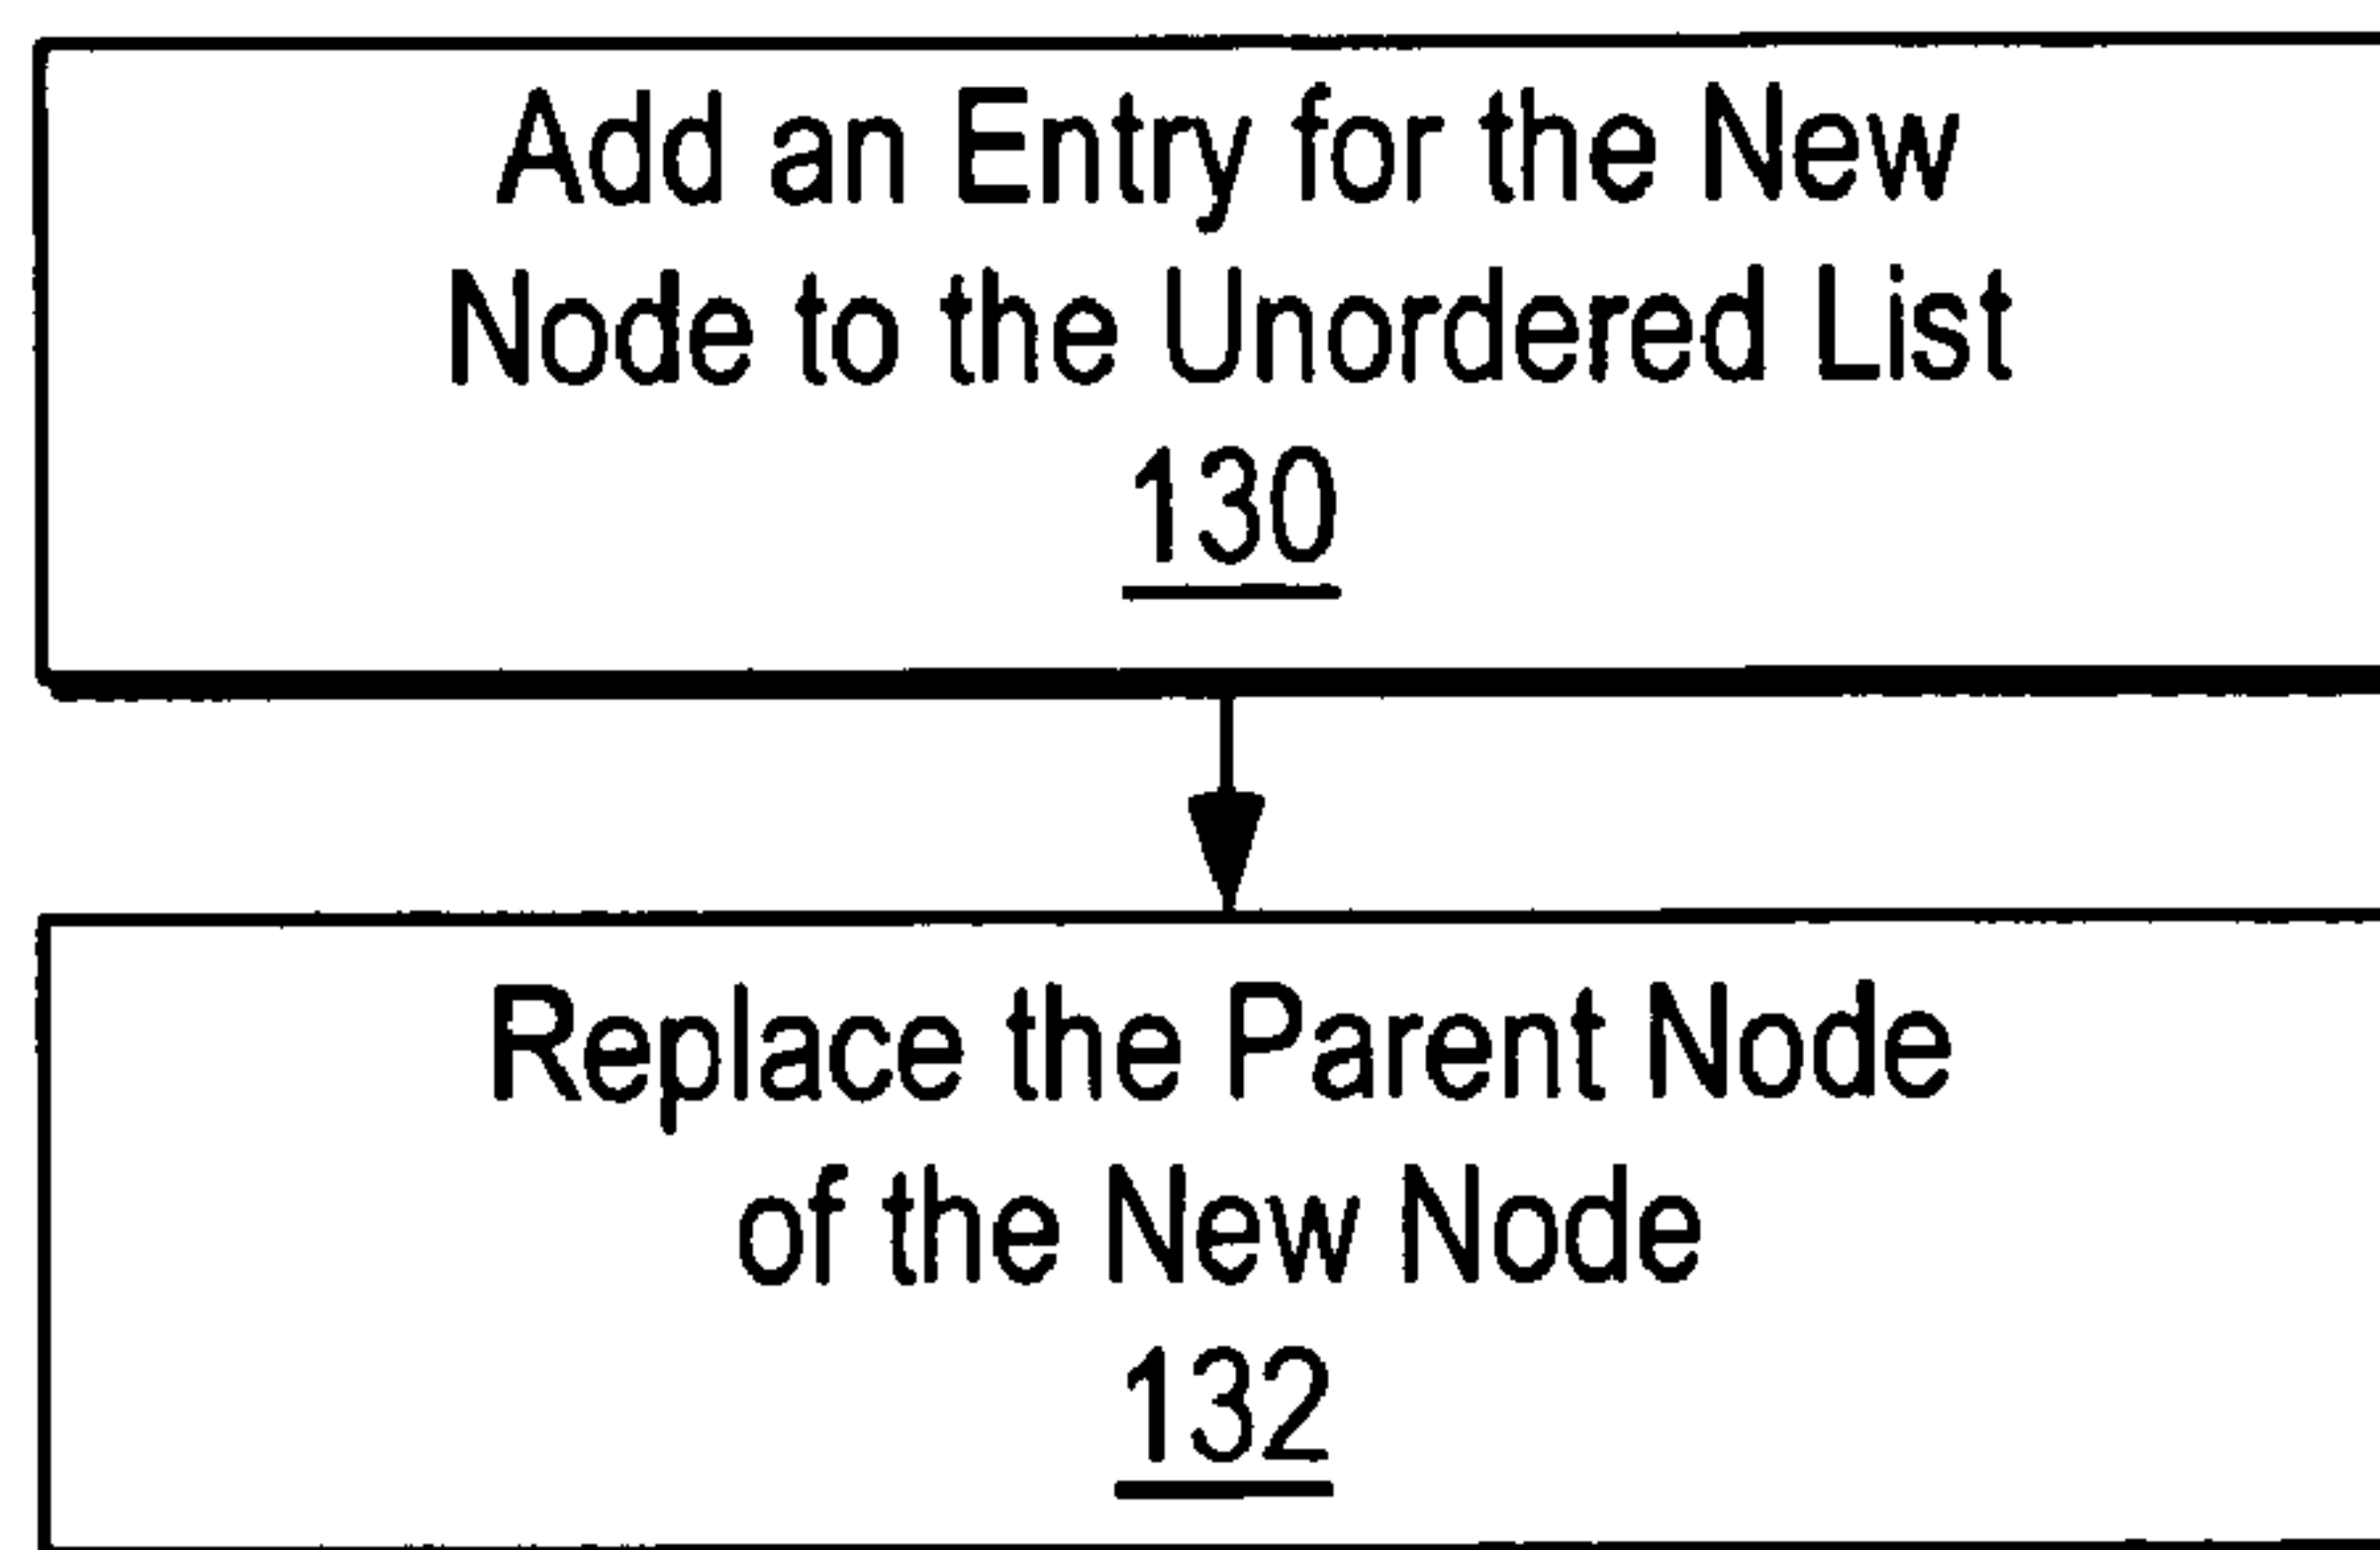 Add an Entry for the New
Node to the Unordered List
130
Replace the Parent Node
of the New Node
132